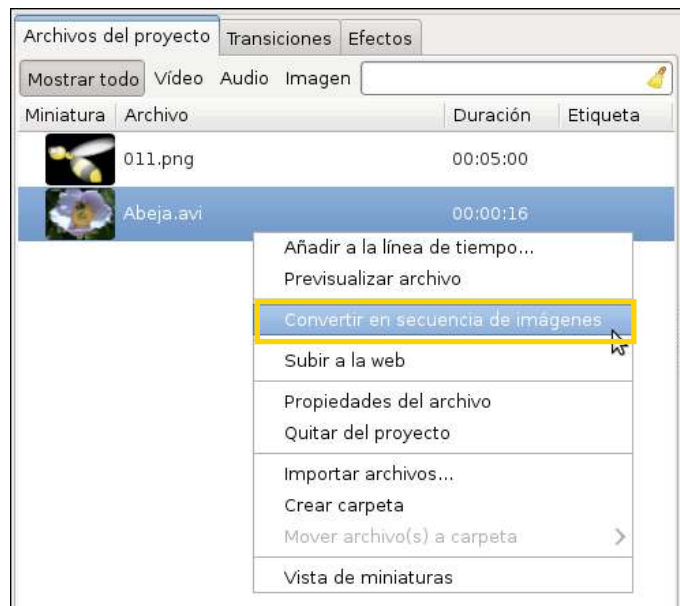 Archivos del proyecto Transiciones Efectos
Mostrar todo Vídeo Audio Imagen
Miniatura Archivo Duración Etiqueta
011.png 00:05:00
Abeja.avi 00:00:16
Añadir a la línea de tiempo...
Previsualizar archivo
Convertir en secuencia de imágenes
Subir a la web
Propiedades del archivo
Quitar del proyecto
Importar archivos...
Crear carpeta
Mover archivo(s) a carpeta
Vista de miniaturas